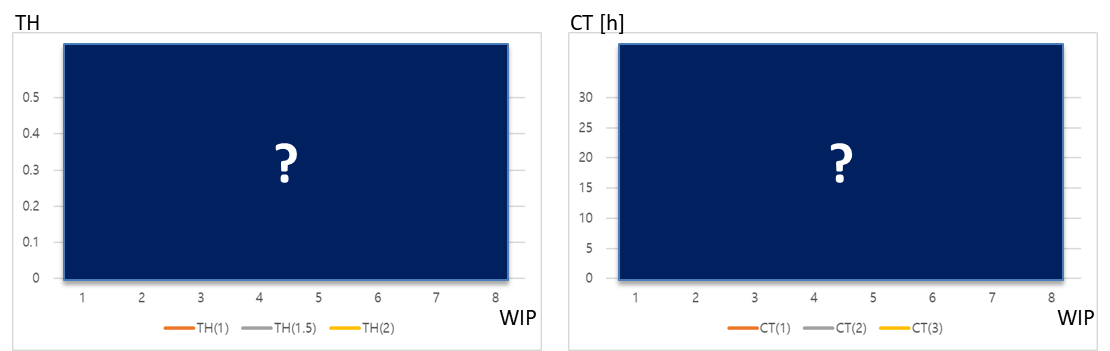 TH
0.5
0.4
0.3
0.2
0.1
0
?
1 2 3 4 5 6 7 8
WIP
TH(1) TH(1.5) TH(2)
CT [h]
30
25
20
15
10
5
0
?
1 2 3 4 5 6 7 8
WIP
CT(1) CT(2) CT(3)